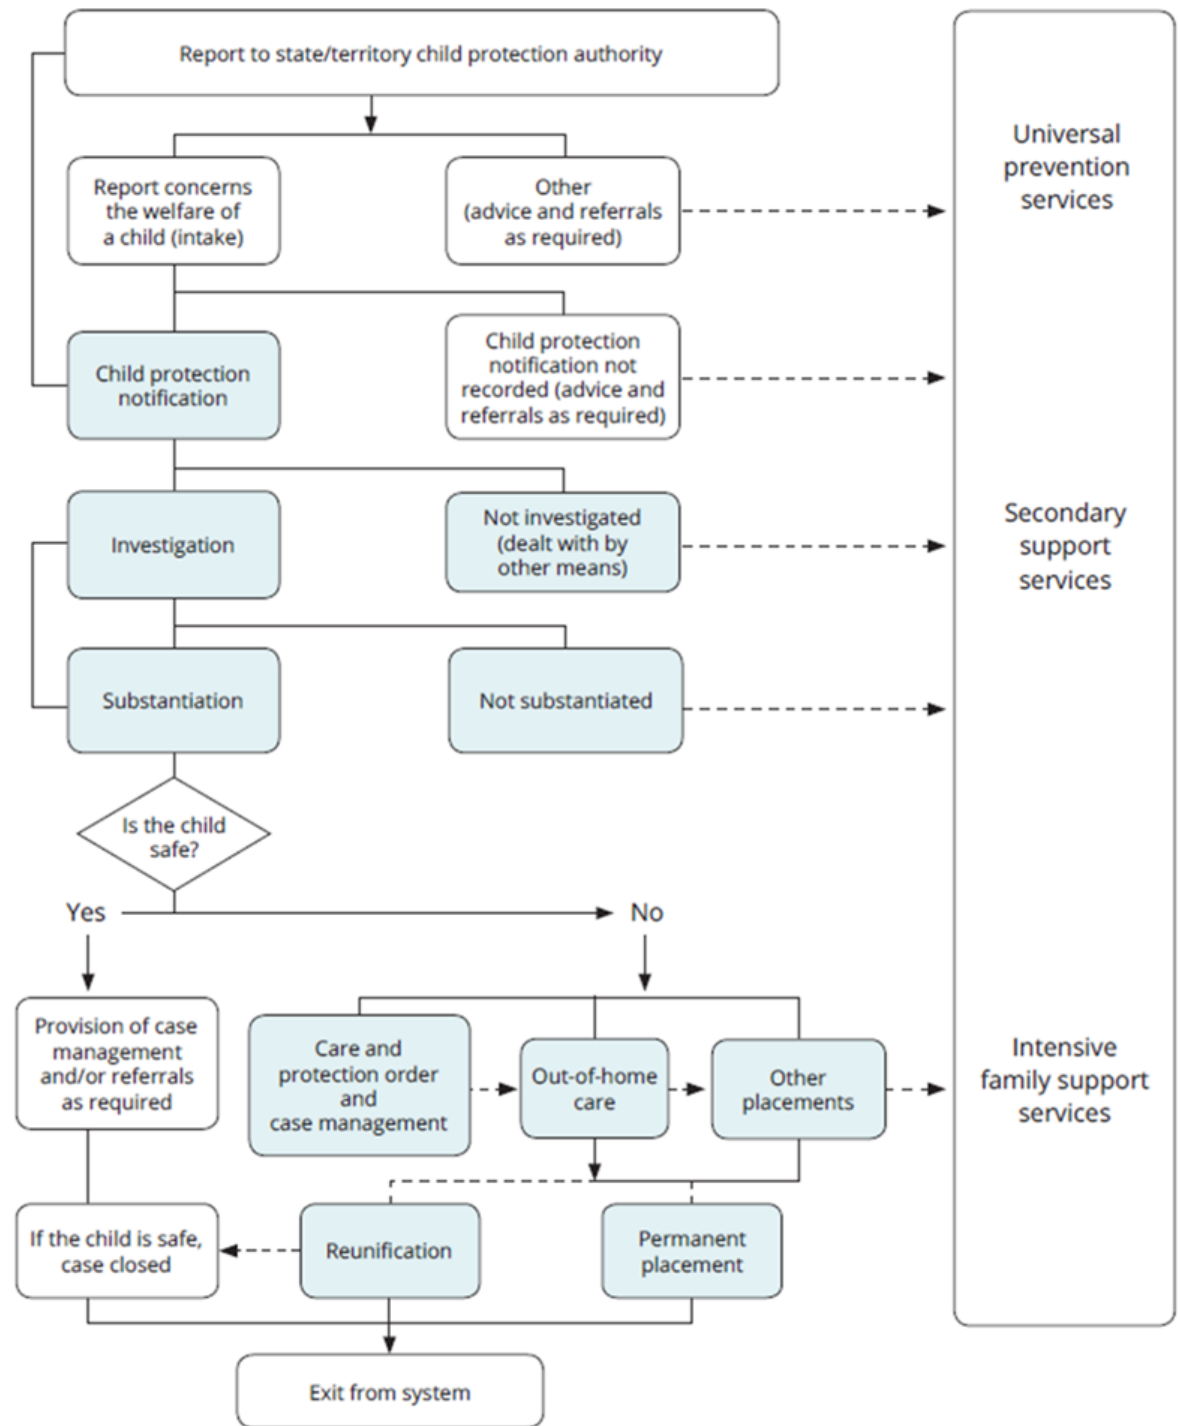 Report to state/territory child protection authority
Report concerns
the welfare of
a child (intake)
Other
(advice and referrals
as required)
Universal
prevention
services
Child protection
notification
Child protection
notification not
recorded (advice and
referrals as required)
Investigation
Not investigated
(dealt with by
other means)
Secondary
support
services
Substantiation
Not substantiated
Is the child
safe?
Yes
No
Provision of case
management
and/or referrals
as required
Care and
protection order
and
case management
Out-of-home
care
Other
placements
Intensive
family support
services
If the child is safe,
case closed
Reunification
Permanent
placement
Exit from system